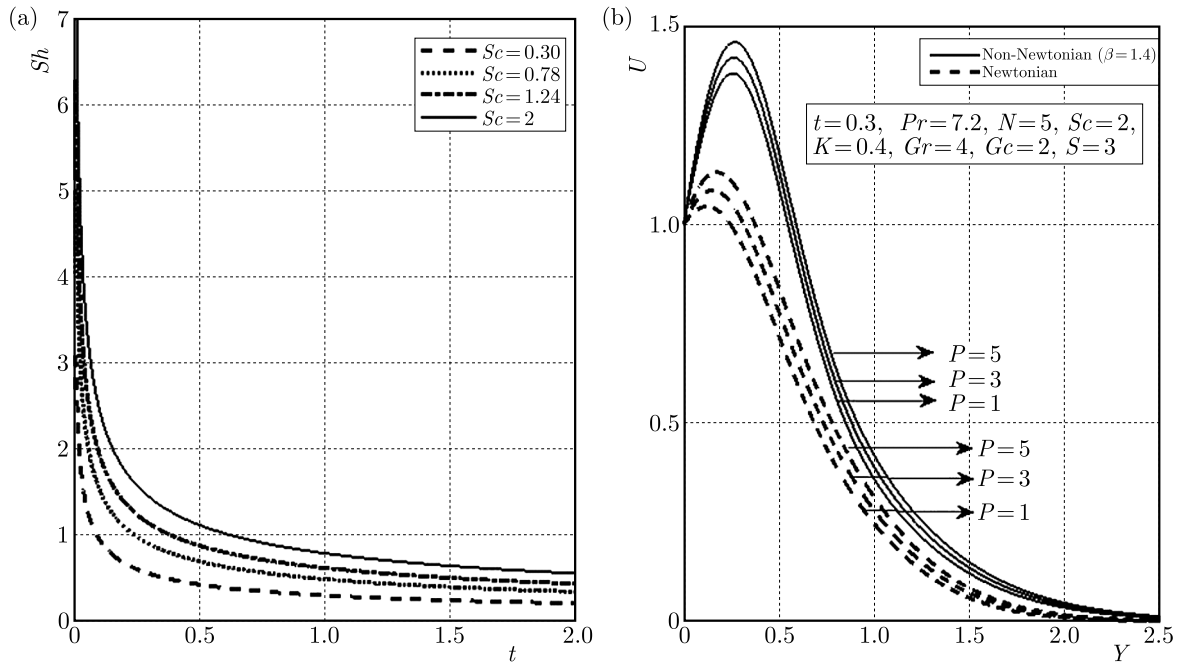 (a)
7
6
5
4
3
2
1
0
Sh
Sc=0.30
Sc=0.78
Sc=1.24
Sc=2
0
0.5
1.0
1.5
2.0
t
(b)
1.5
1.0
0.5
0
U
Non-Newtonian (β=1.4)
Newtonian
t=0.3, Pr=7.2, N=5, Sc=2,
K=0.4, Gr=4, Gc=2, S=3
P=5
P=3
P=1
P=5
P=3
P=1
0
0.5
1.0
1.5
2.0
2.5
Y